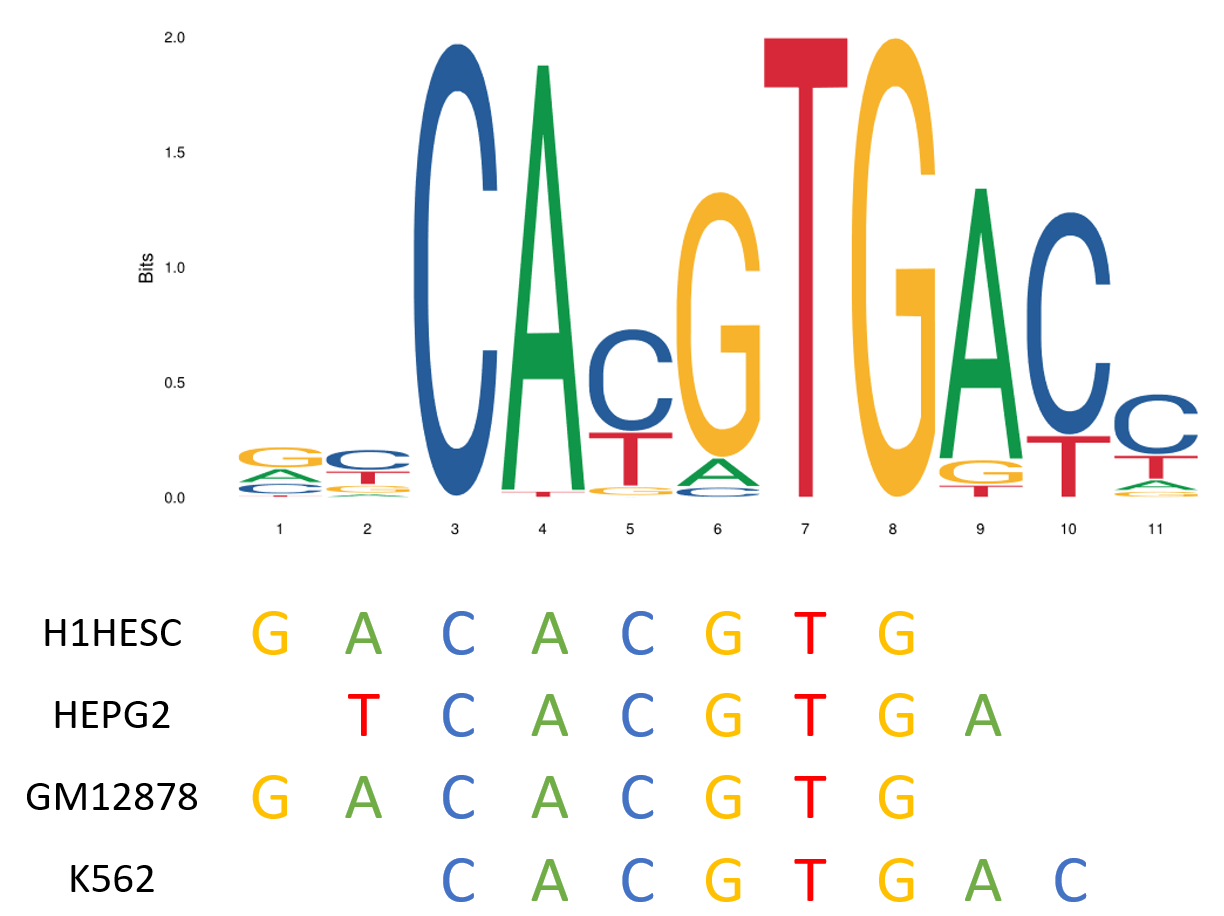 2.0
1.5
1.0
0.5
0.0
Bits
G A C T
C T G A
C
A T
C T G
G A C
T
G
A G T
C T
C T A G
1 2 3 4 5 6 7 8 9 10 11
H1HESC G A C A C G T G
HEPG2 T C A C G T G A
GM12878 G A C A C G T G
K562 C A C G T G A C